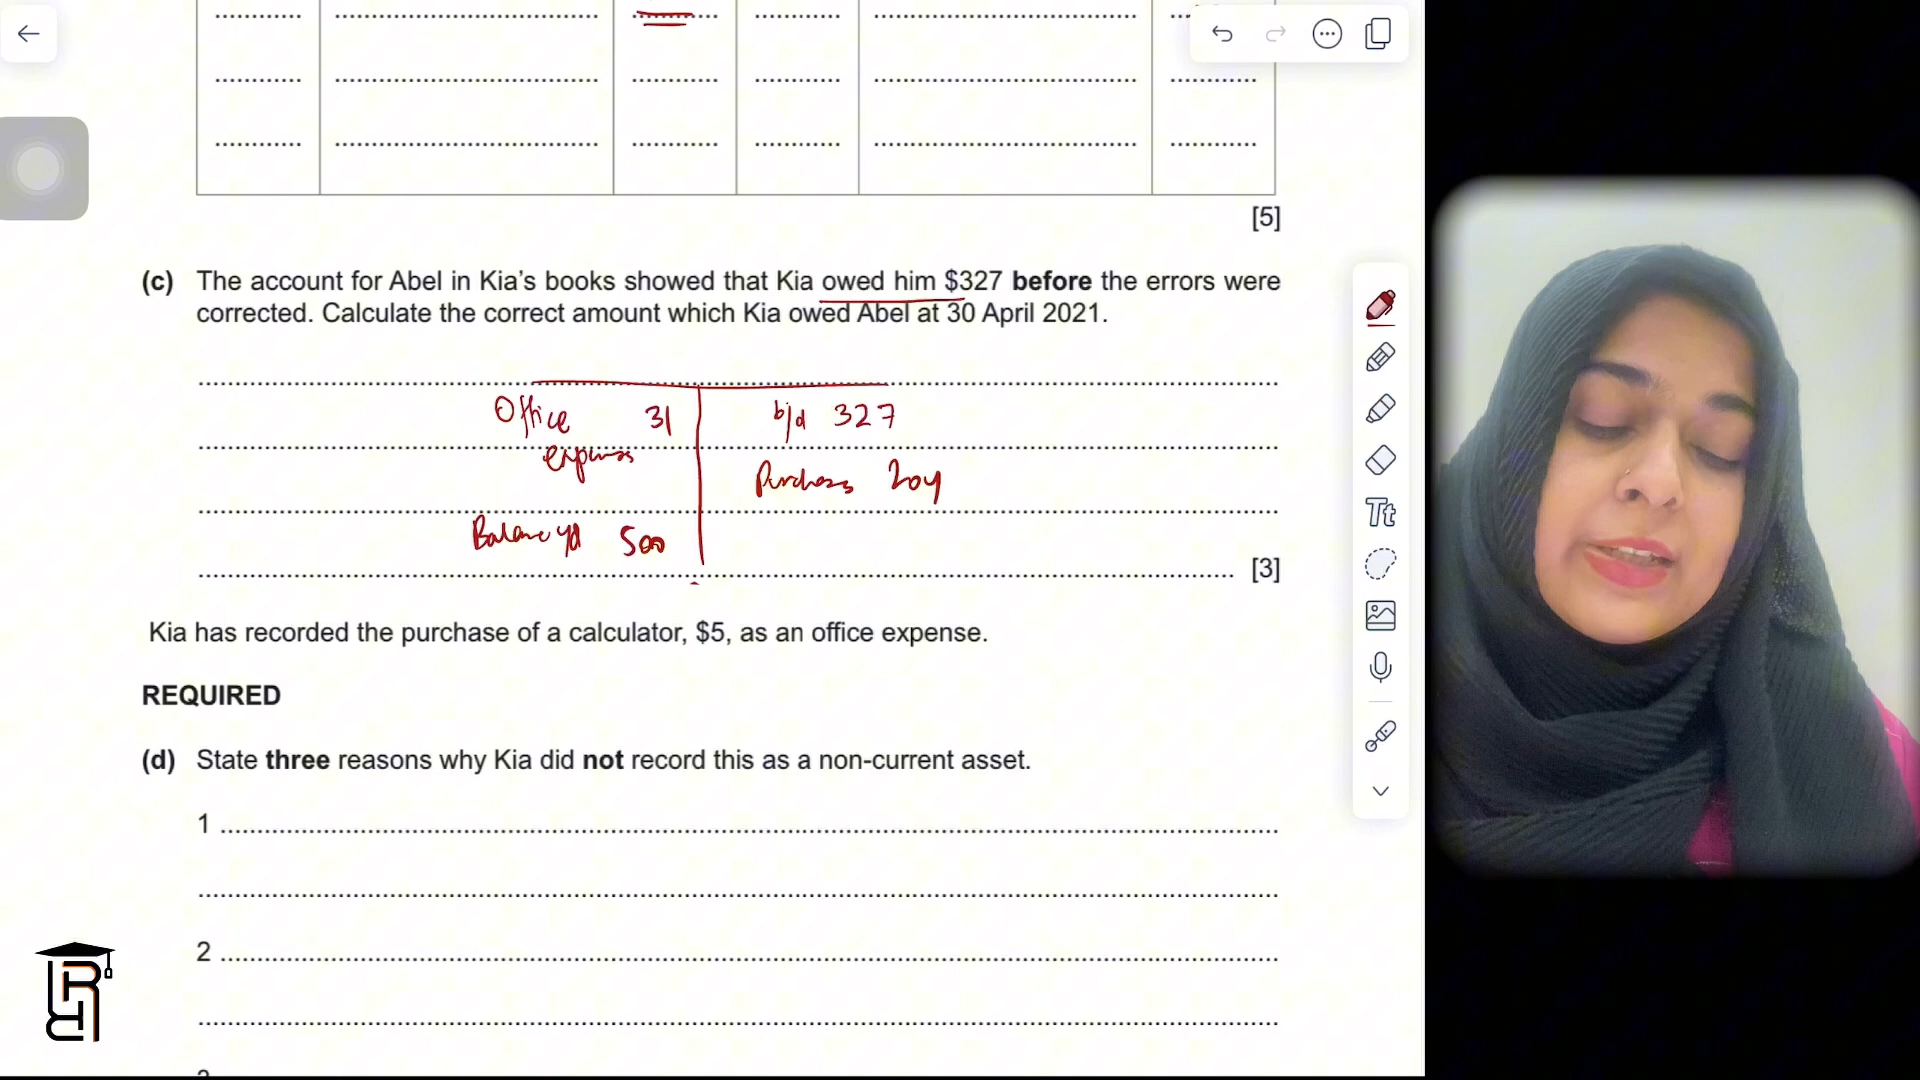 [5]
(c) The account for Abel in Kia's books showed that Kia owed him $327 before the errors were
corrected. Calculate the correct amount which Kia owed Abel at 30 April 2021.
Office 31 b/d 327
expenses
Purchases 204
Balance c/d 500
[3]
Kia has recorded the purchase of a calculator, $5, as an office expense.
REQUIRED
(d) State three reasons why Kia did not record this as a non-current asset.
1
2
Tt